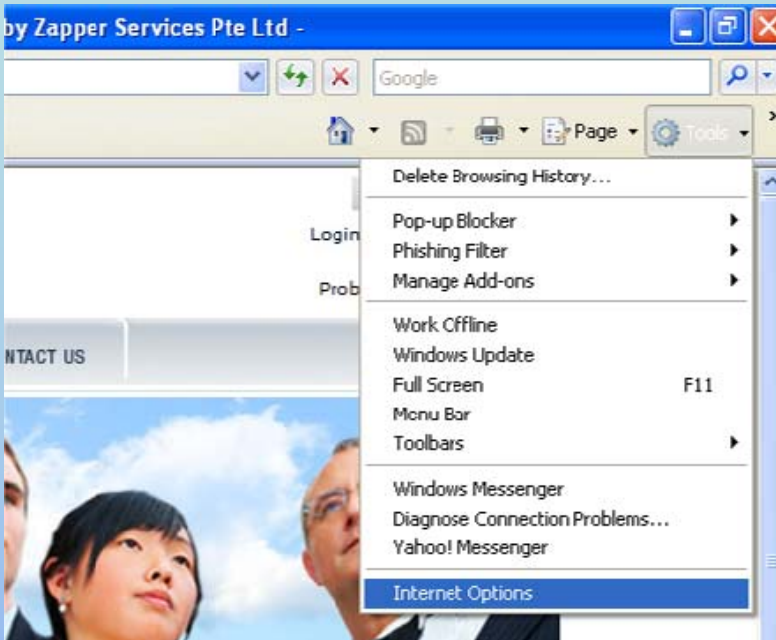 by Zapper Services Pte Ltd -
Google
Page
Tools
Delete Browsing History...
Login
Pop-up Blocker
Phishing Filter
Prob
Manage Add-ons
Work Offline
NTACT US
Windows Update
Full Screen F11
Menu Bar
Toolbars
Windows Messenger
Diagnose Connection Problems...
Yahoo! Messenger
Internet Options